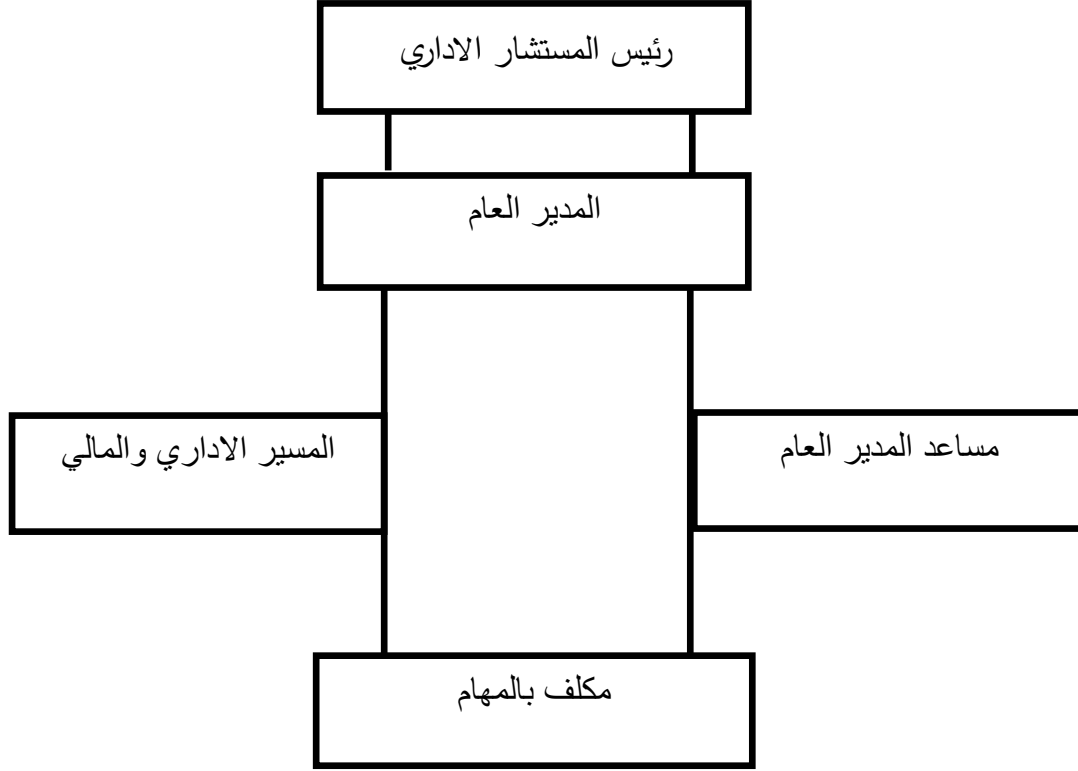 رئيس المستشار الاداري
المدير العام
مساعد المدير العام
المسير الاداري والمالي
مكلف بالمهام